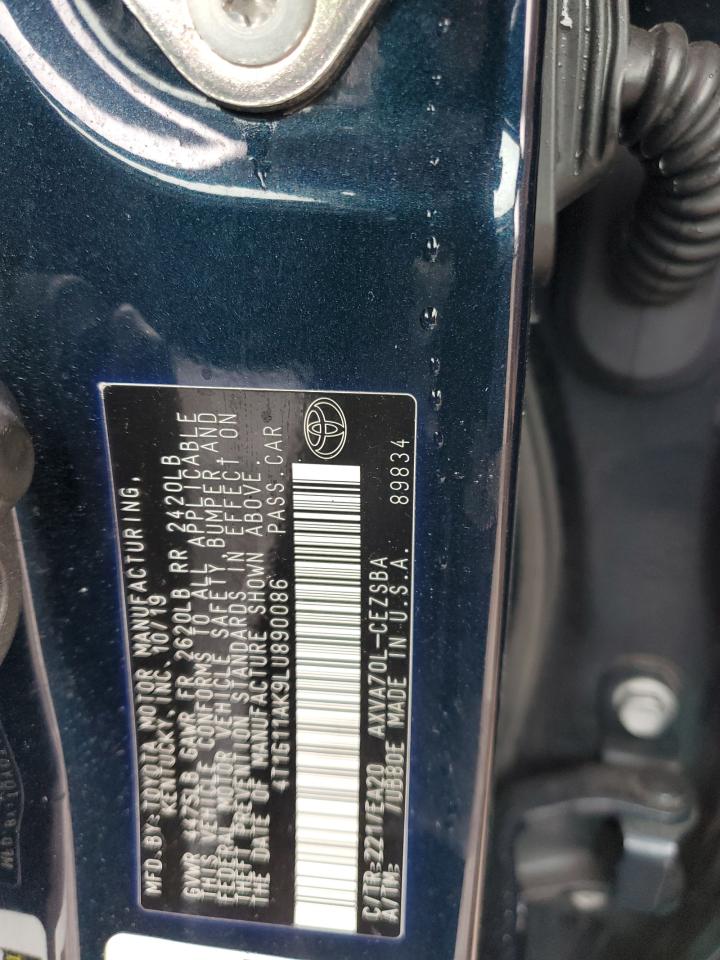 MFD.BY:TOYOTA MOTOR MANUFACTURING,
KENTUCKY, INC. 10/19
GVWR 4475LB GAWR FR 2620LB RR 2420LB
THIS VEHICLE CONFORMS TO ALL APPLICABLE
FEDERAL MOTOR VEHICLE SAFETY BUMPER AND
THEFT PREVENTION STANDARDS IN EFFECT ON
THE DATE OF MANUFACTURE SHOWN ABOVE.
4T1G11AK9LU890086 PASS.CAR
C/TR:221/EA20 AXVA70L-CEZSBA
A/TM: /UB80E MADE IN U.S.A. 89834